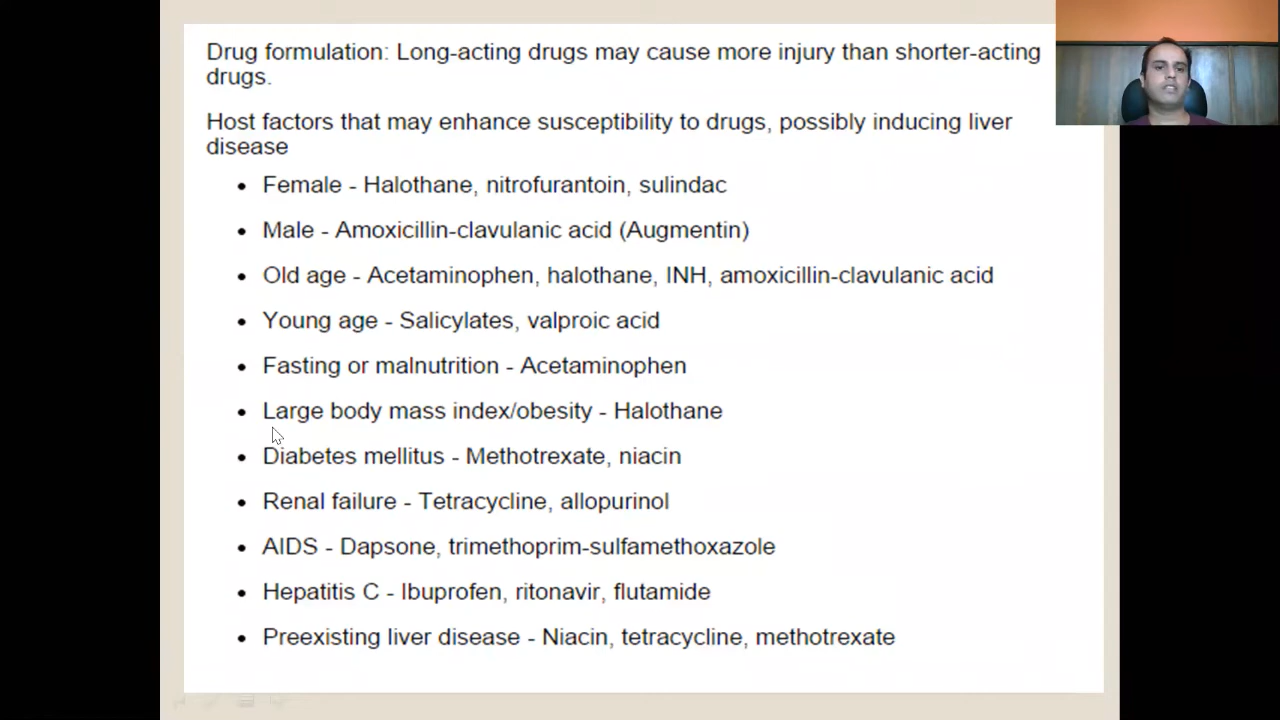 Drug formulation: Long-acting drugs may cause more injury than shorter-acting
drugs.
Host factors that may enhance susceptibility to drugs, possibly inducing liver
disease
• Female - Halothane, nitrofurantoin, sulindac
• Male - Amoxicillin-clavulanic acid (Augmentin)
• Old age - Acetaminophen, halothane, INH, amoxicillin-clavulanic acid
• Young age - Salicylates, valproic acid
• Fasting or malnutrition - Acetaminophen
• Large body mass index/obesity - Halothane
• Diabetes mellitus - Methotrexate, niacin
• Renal failure - Tetracycline, allopurinol
• AIDS - Dapsone, trimethoprim-sulfamethoxazole
• Hepatitis C - Ibuprofen, ritonavir, flutamide
• Preexisting liver disease - Niacin, tetracycline, methotrexate